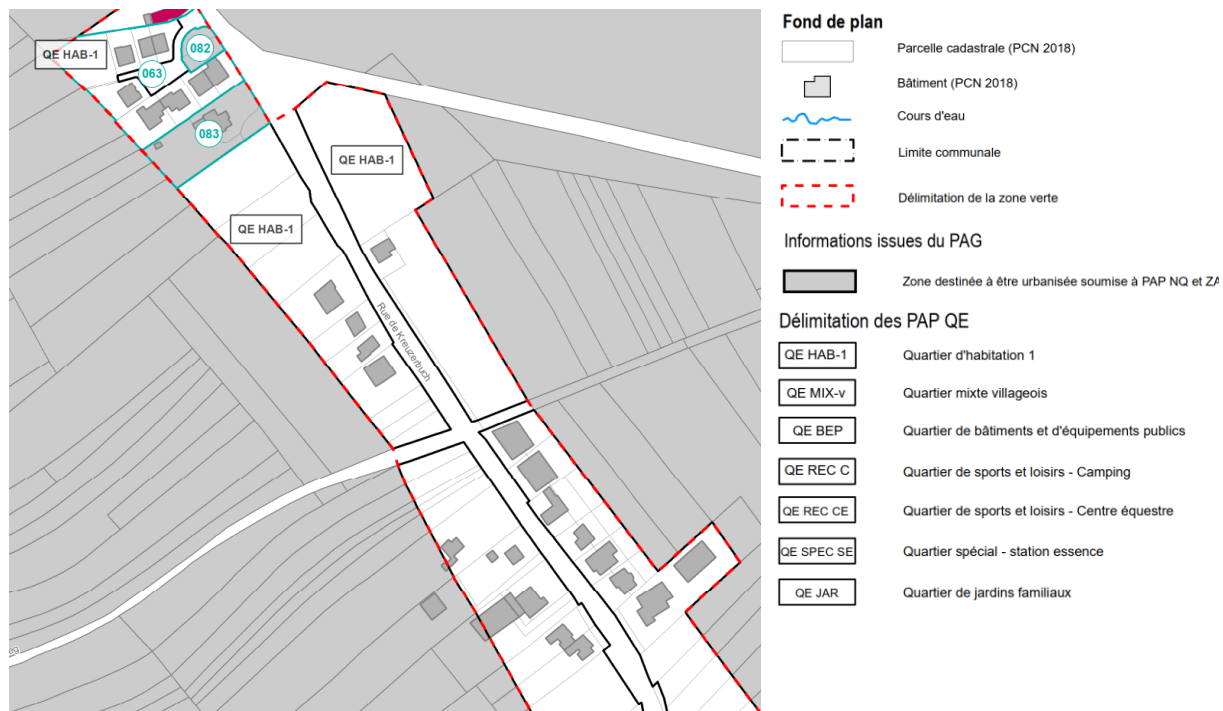 QE HAB-1
082
063
083
QE HAB-1
QE HAB-1
Rue de Kreuzerbuch
eg
Fond de plan
Parcelle cadastrale (PCN 2018)
Bâtiment (PCN 2018)
Cours d'eau
Limite communale
Délimitation de la zone verte
Informations issues du PAG
Zone destinée à être urbanisée soumise à PAP NQ et ZA
Délimitation des PAP QE
QE HAB-1 Quartier d'habitation 1
QE MIX-v Quartier mixte villageois
QE BEP Quartier de bâtiments et d'équipements publics
QE REC C Quartier de sports et loisirs - Camping
QE REC CE Quartier de sports et loisirs - Centre équestre
QE SPEC SE Quartier spécial - station essence
QE JAR Quartier de jardins familiaux